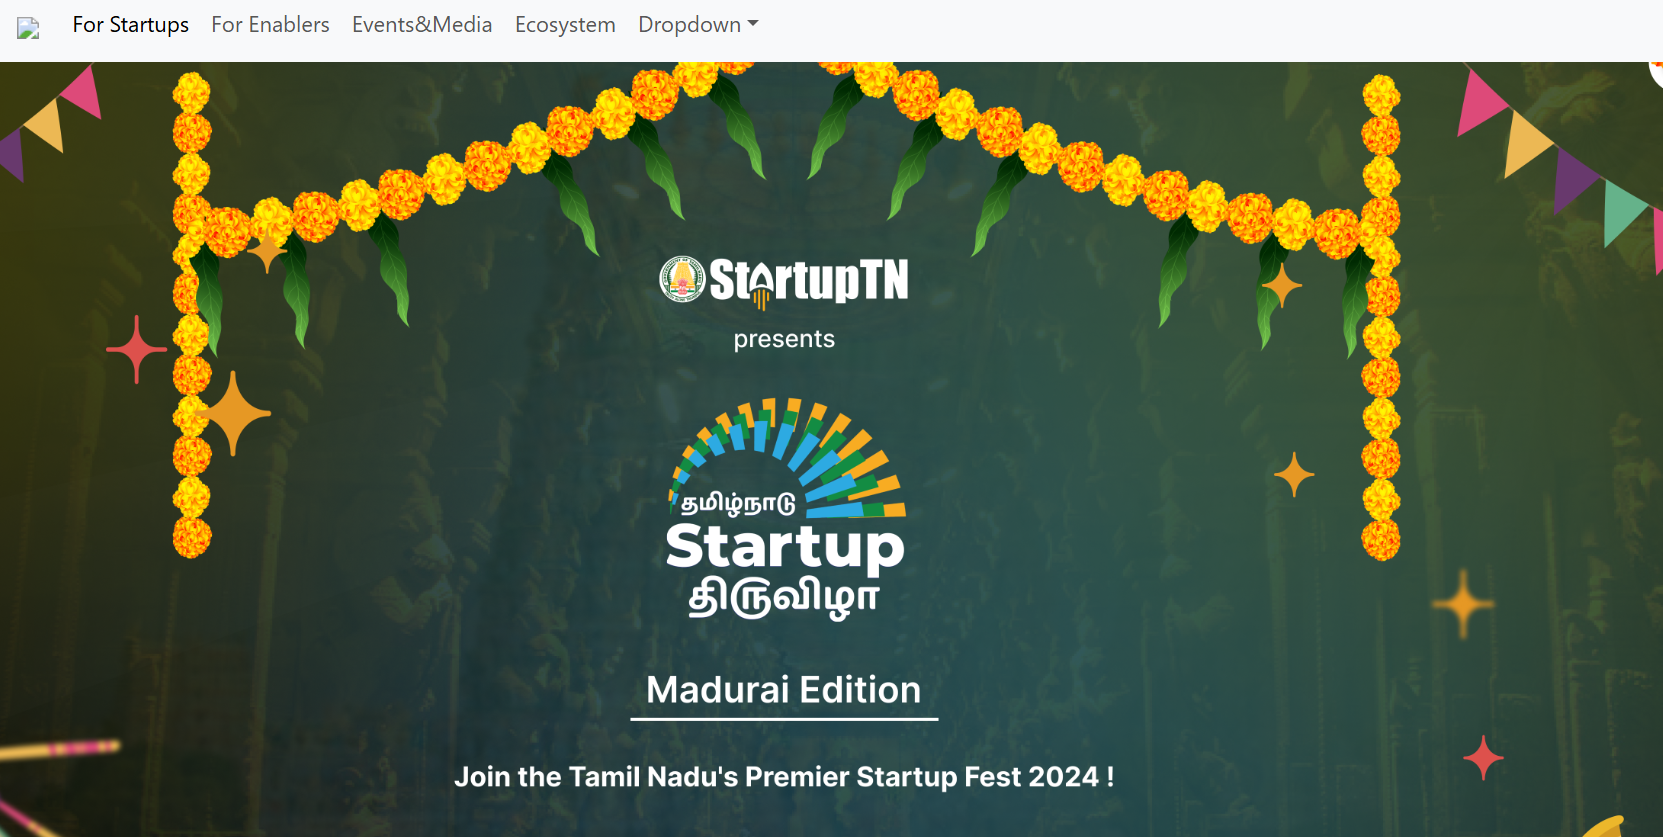 For Startups For Enablers Events&Media Ecosystem Dropdown
StartupTN
presents
தமிழ்நாடு
Startup
திருவிழா
Madurai Edition
Join the Tamil Nadu's Premier Startup Fest 2024 !